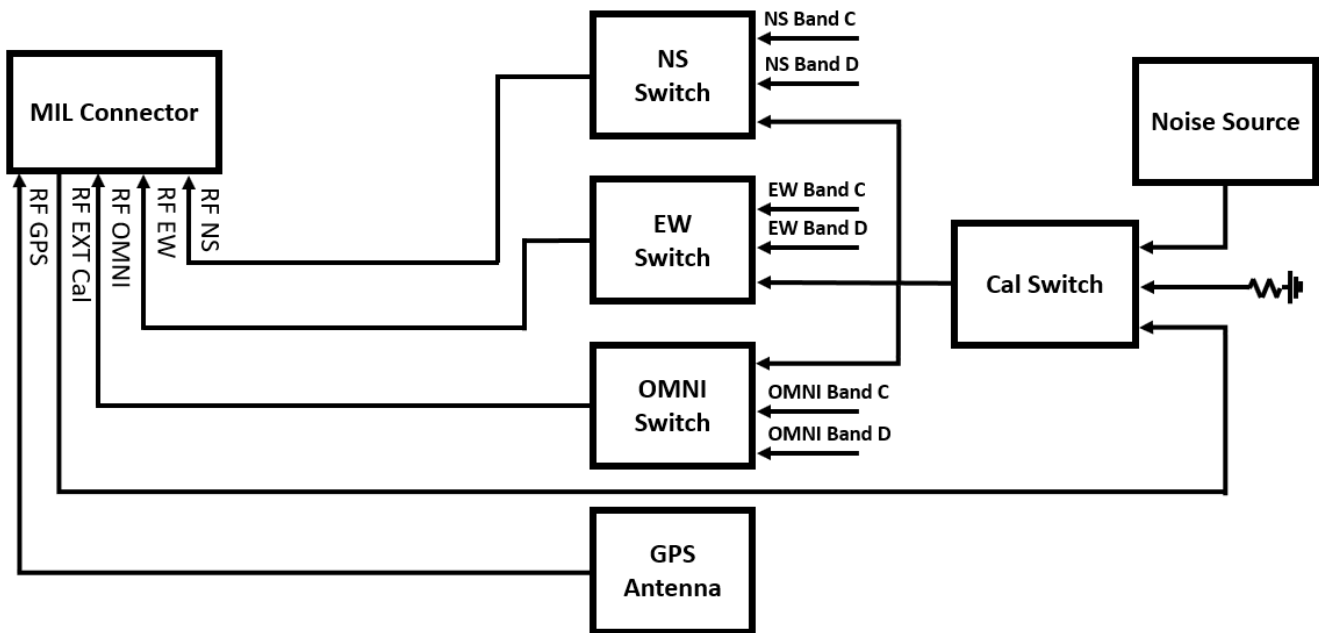 NS Band C
NS
Switch
NS Band D
MIL Connector
Noise Source
RF GPS
RF EXT Cal
RF OMNI
RF EW
RF NS
EW Band C
EW
Switch
EW Band D
Cal Switch
OMNI
Switch
OMNI Band C
OMNI Band D
GPS
Antenna